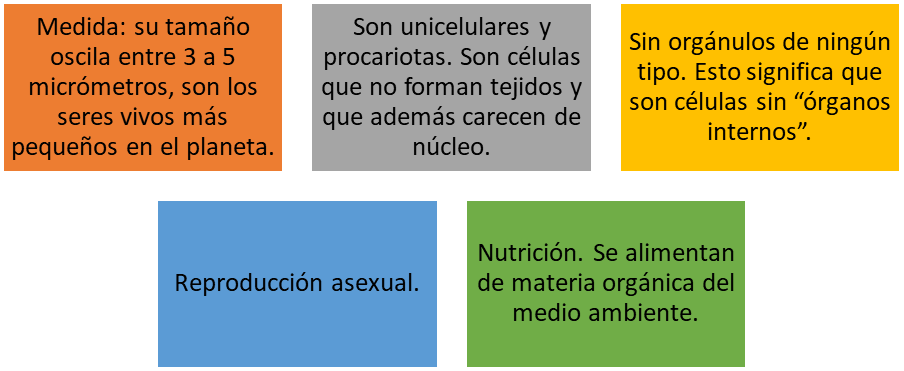 Medida: su tamaño
oscila entre 3 a 5
micrómetros, son los
seres vivos más
pequeños en el planeta.
Son unicelulares y
procariotas. Son células
que no forman tejidos y
que además carecen de
núcleo.
Sin orgánulos de ningún
tipo. Esto significa que
son células sin “órganos
internos”.
Reproducción asexual.
Nutrición. Se alimentan
de materia orgánica del
medio ambiente.